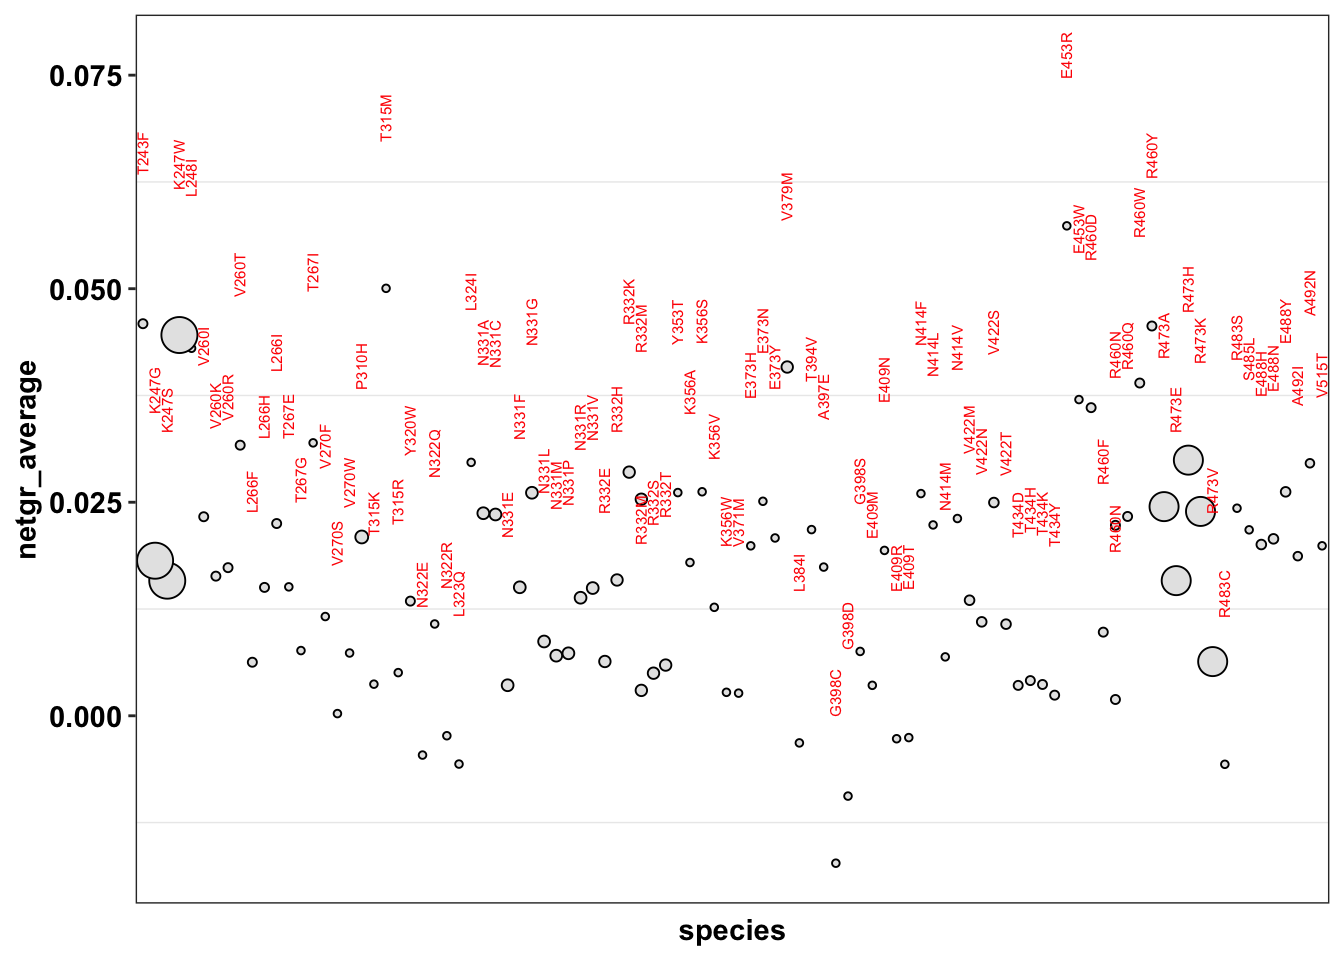 0.075
0.050
0.025
0.000
netgr_average
species
T243F
K247G
K247S
K247W
L248I
V260I
V260K
V260R
V260T
L266F
L266H
L266I
T267E
T267G
T267I
V270F
V270S
V270W
P310H
T315K
T315M
T315R
Y320W
N322E
N322Q
N322R
L323Q
L324I
N331A
N331C
N331E
N331F
N331G
N331L
N331M
N331P
N331R
N331V
R332E
R332H
R332K
R332M
R332S
R332T
Y353T
K356A
K356S
K356V
K356W
V371M
E373H
E373N
E373Y
V379M
L384I
T394V
A397E
G398C
G398D
G398S
E409M
E409N
E409R
E409T
N414F
N414L
N414M
N414V
V422M
V422N
V422S
V422T
T434D
T434H
T434K
T434Y
E453R
E453W
R460D
R460F
R460N
R460Q
R460W
R460Y
R473A
R473E
R473H
R473K
R473V
R483C
R483S
S485L
E488H
E488N
E488Y
A492I
A492N
V515T